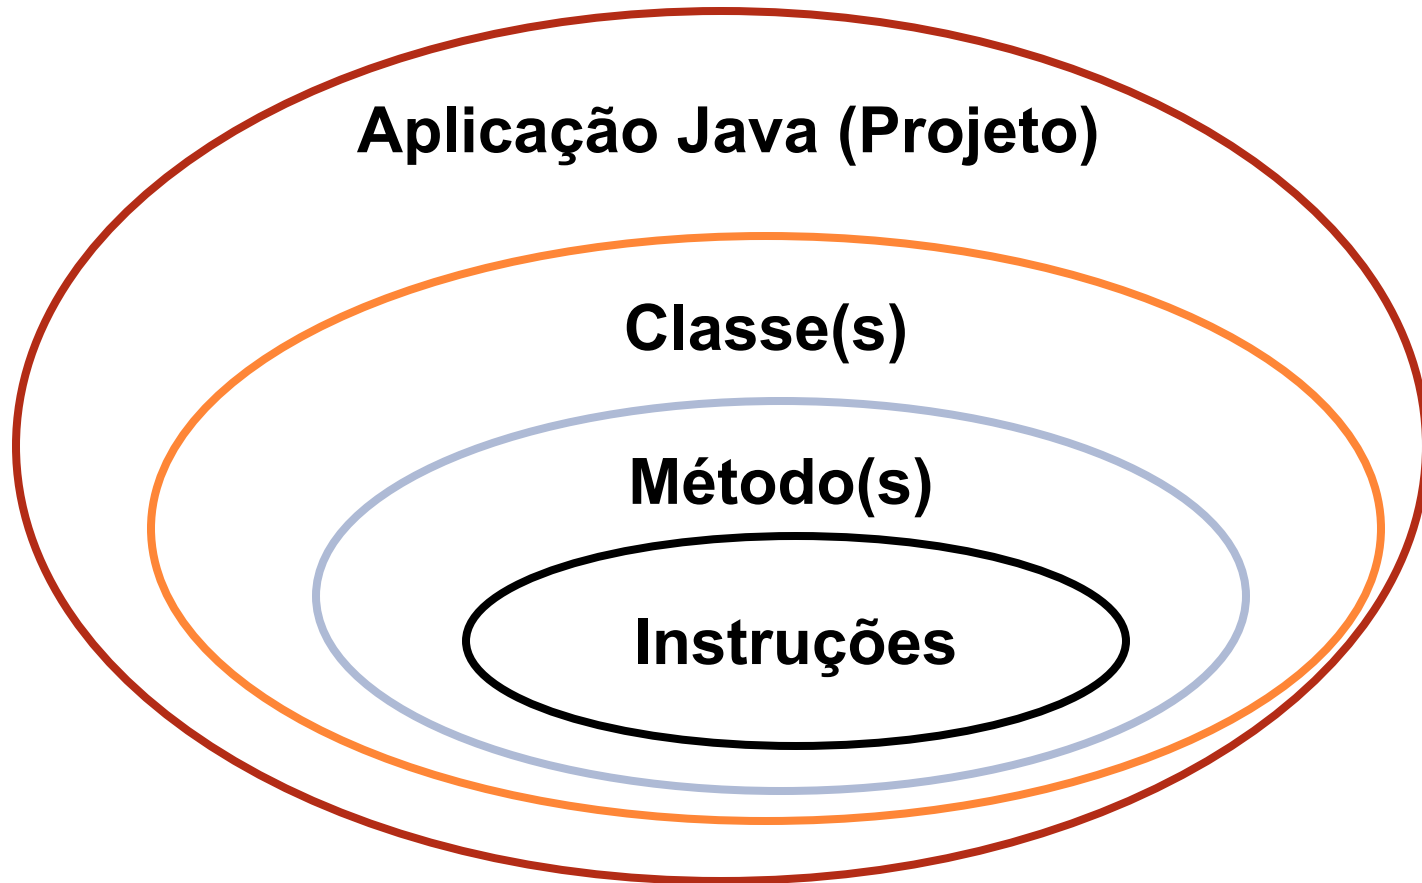 Aplicação Java (Projeto)
Classe(s)
Método(s)
Instruções